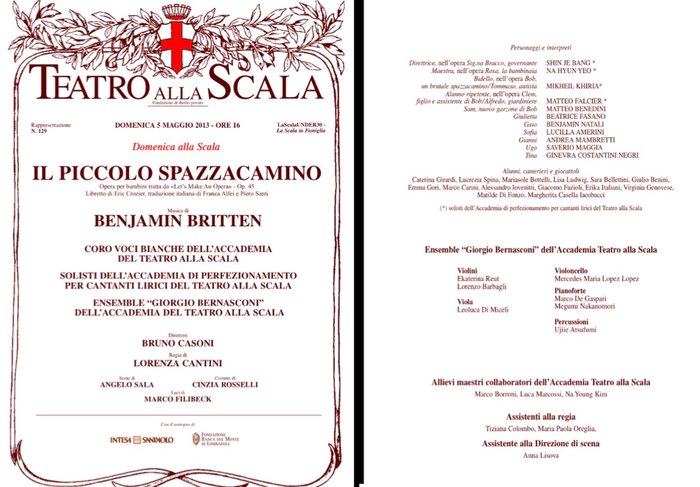 TEATRO ALLA SCALA
Fondazione di diritto privato
Rappresentazione
N. 129
DOMENICA 5 MAGGIO 2013 - ORE 16
LaScalaUNDER30 -
La Scala in Famiglia
Domenica alla Scala
IL PICCOLO SPAZZACAMINO
Opera per bambini tratta da «Let's Make An Opera» - Op. 45
Libretto di Eric Crozier, traduzione italiana di Franca Alfei e Piero Santi
Musica di
BENJAMIN BRITTEN
CORO VOCI BIANCHE DELL'ACCADEMIA
DEL TEATRO ALLA SCALA
SOLISTI DELL'ACCADEMIA DI PERFEZIONAMENTO
PER CANTANTI LIRICI DEL TEATRO ALLA SCALA
ENSEMBLE "GIORGIO BERNASCONI"
DELL'ACCADEMIA DEL TEATRO ALLA SCALA
Direttore
BRUNO CASONI
Regia di
LORENZA CANTINI
Scene di
ANGELO SALA
Costumi di
CINZIA ROSSELLI
Luci di
MARCO FILIBECK
Con il sostegno di
INTESA SANPAOLO
FONDAZIONE
BANCA DEL MONTE
DI LOMBARDIA
Personaggi e interpreti
Direttrice, nell'opera Sig.na Bracco, governante SHIN JE BANG *
Maestra, nell'opera Rosa, la bambinaia NA HYUN YEO *
Bidello, nell'opera Bob,
un brutale spazzacamino/Tommaso, autista MIKHEIL KHIRIA*
Alunno ripetente, nell'opera Clem,
figlio e assistente di Bob/Alfredo, giardiniere MATTEO FALCIER *
Sam, nuovo garzone di Bob MATTEO BENEDINI
Giulietta BEATRICE FASANO
Gaio BENJAMIN NATALI
Sofia LUCILLA AMERINI
Gianni ANDREA MAMBRETTI
Ugo SAVERIO MAGGIA
Tina GINEVRA COSTANTINI NEGRI
Alunni, camerieri e giocattoli
Caterina Girardi, Lucrezia Spina, Mariasole Bottelli, Lisa Ludwig, Sara Bellettini, Giulio Benini,
Emma Gori, Marco Carini, Alessandro Iovenitti, Giacomo Fazioli, Erika Italiani, Virginia Genovese,
Matilde Di Fonzo, Margherita Casella Iacobucci
(*) solisti dell'Accademia di perfezionamento per cantanti lirici del Teatro alla Scala
Ensemble "Giorgio Bernasconi" dell'Accademia Teatro alla Scala
Violini
Ekaterina Reut
Lorenzo Barbagli
Viola
Leoluca Di Miceli
Violoncello
Mercedes Maria Lopez Lopez
Pianoforte
Marco De Gaspari
Megumi Nakanomori
Percussioni
Ujiie Atsufumi
Allievi maestri collaboratori dell'Accademia Teatro alla Scala
Marco Borroni, Luca Marcossi, Na Young Kim
Assistenti alla regia
Tiziana Colombo, Maria Paola Oreglia,
Assistente alla Direzione di scena
Anna Lisova